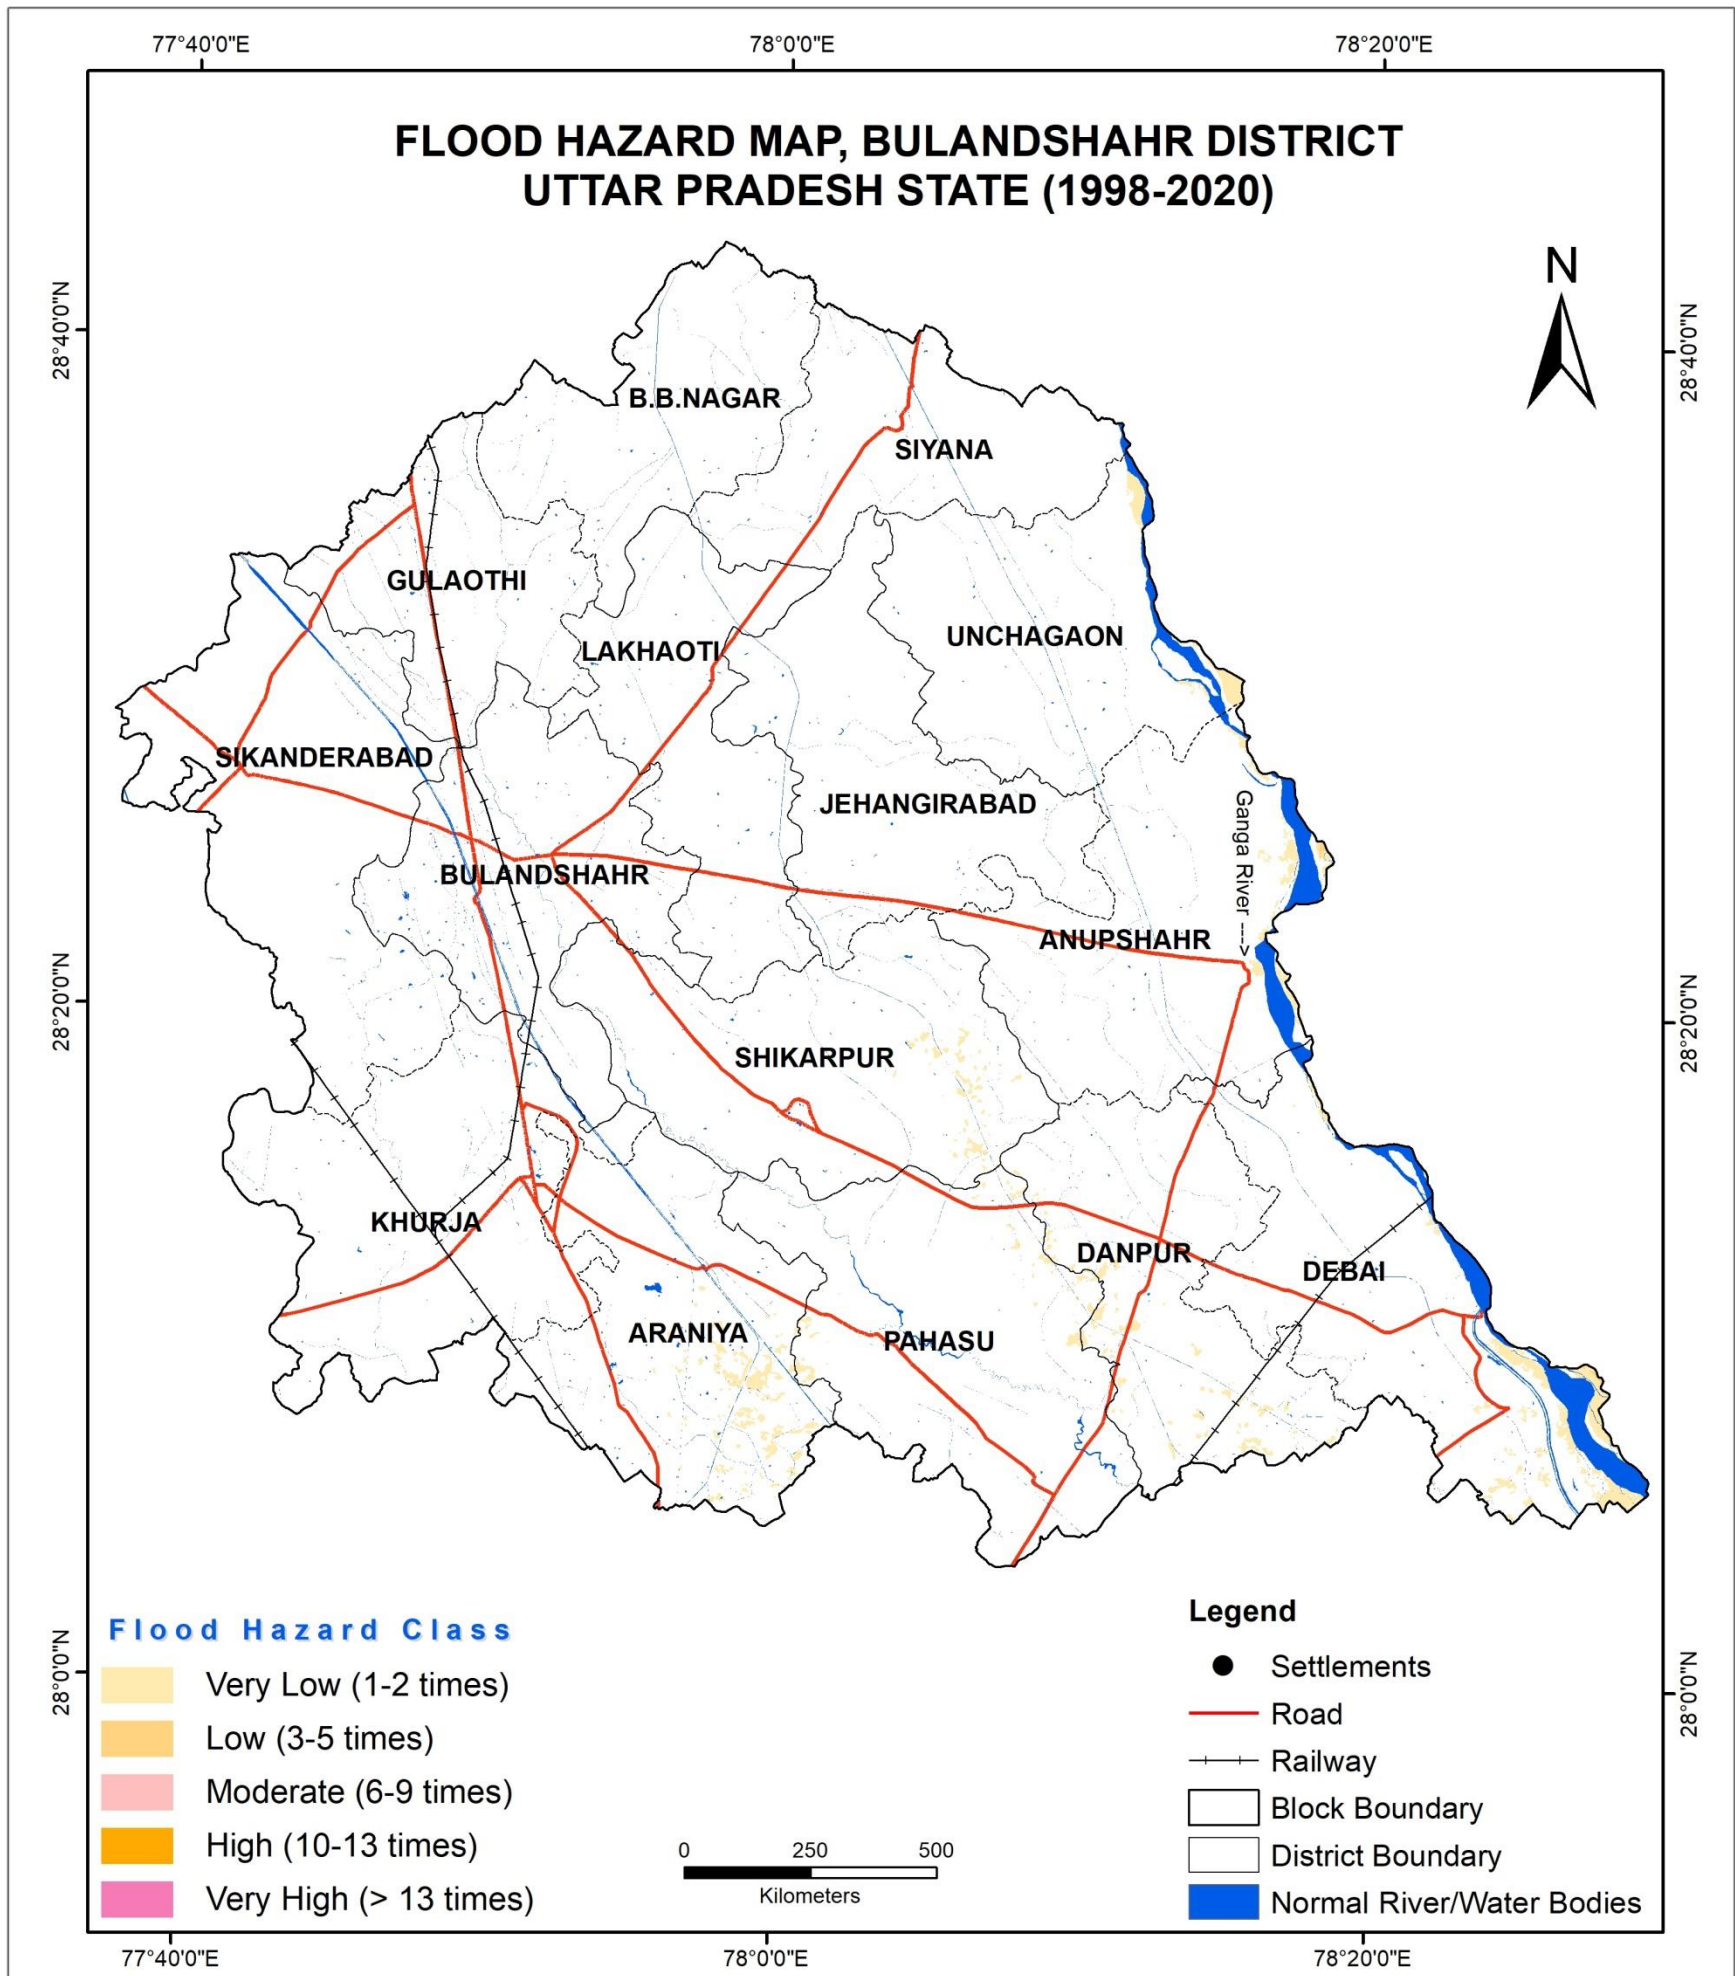 77°40'0"E
78°0'0"E
78°20'0"E
FLOOD HAZARD MAP, BULANDSHAHR DISTRICT
UTTAR PRADESH STATE (1998-2020)
N
28°40'0"N
28°40'0"N
B.B.NAGAR
SIYANA
GULAOTHI
UNCHAGAON
LAKHAOTI
SIKANDERABAD
JEHANGIRABAD
Ganga River --->
BULANDSHAHR
ANUPSHAHR
28°20'0"N
28°20'0"N
SHIKARPUR
KHURJA
DANPUR
DEBAI
ARANIYA
PAHASU
28°0'0"N
28°0'0"N
Flood Hazard Class
Very Low (1-2 times)
Low (3-5 times)
Moderate (6-9 times)
High (10-13 times)
Very High (> 13 times)
0 250 500
Kilometers
Legend
Settlements
Road
Railway
Block Boundary
District Boundary
Normal River/Water Bodies
77°40'0"E
78°0'0"E
78°20'0"E